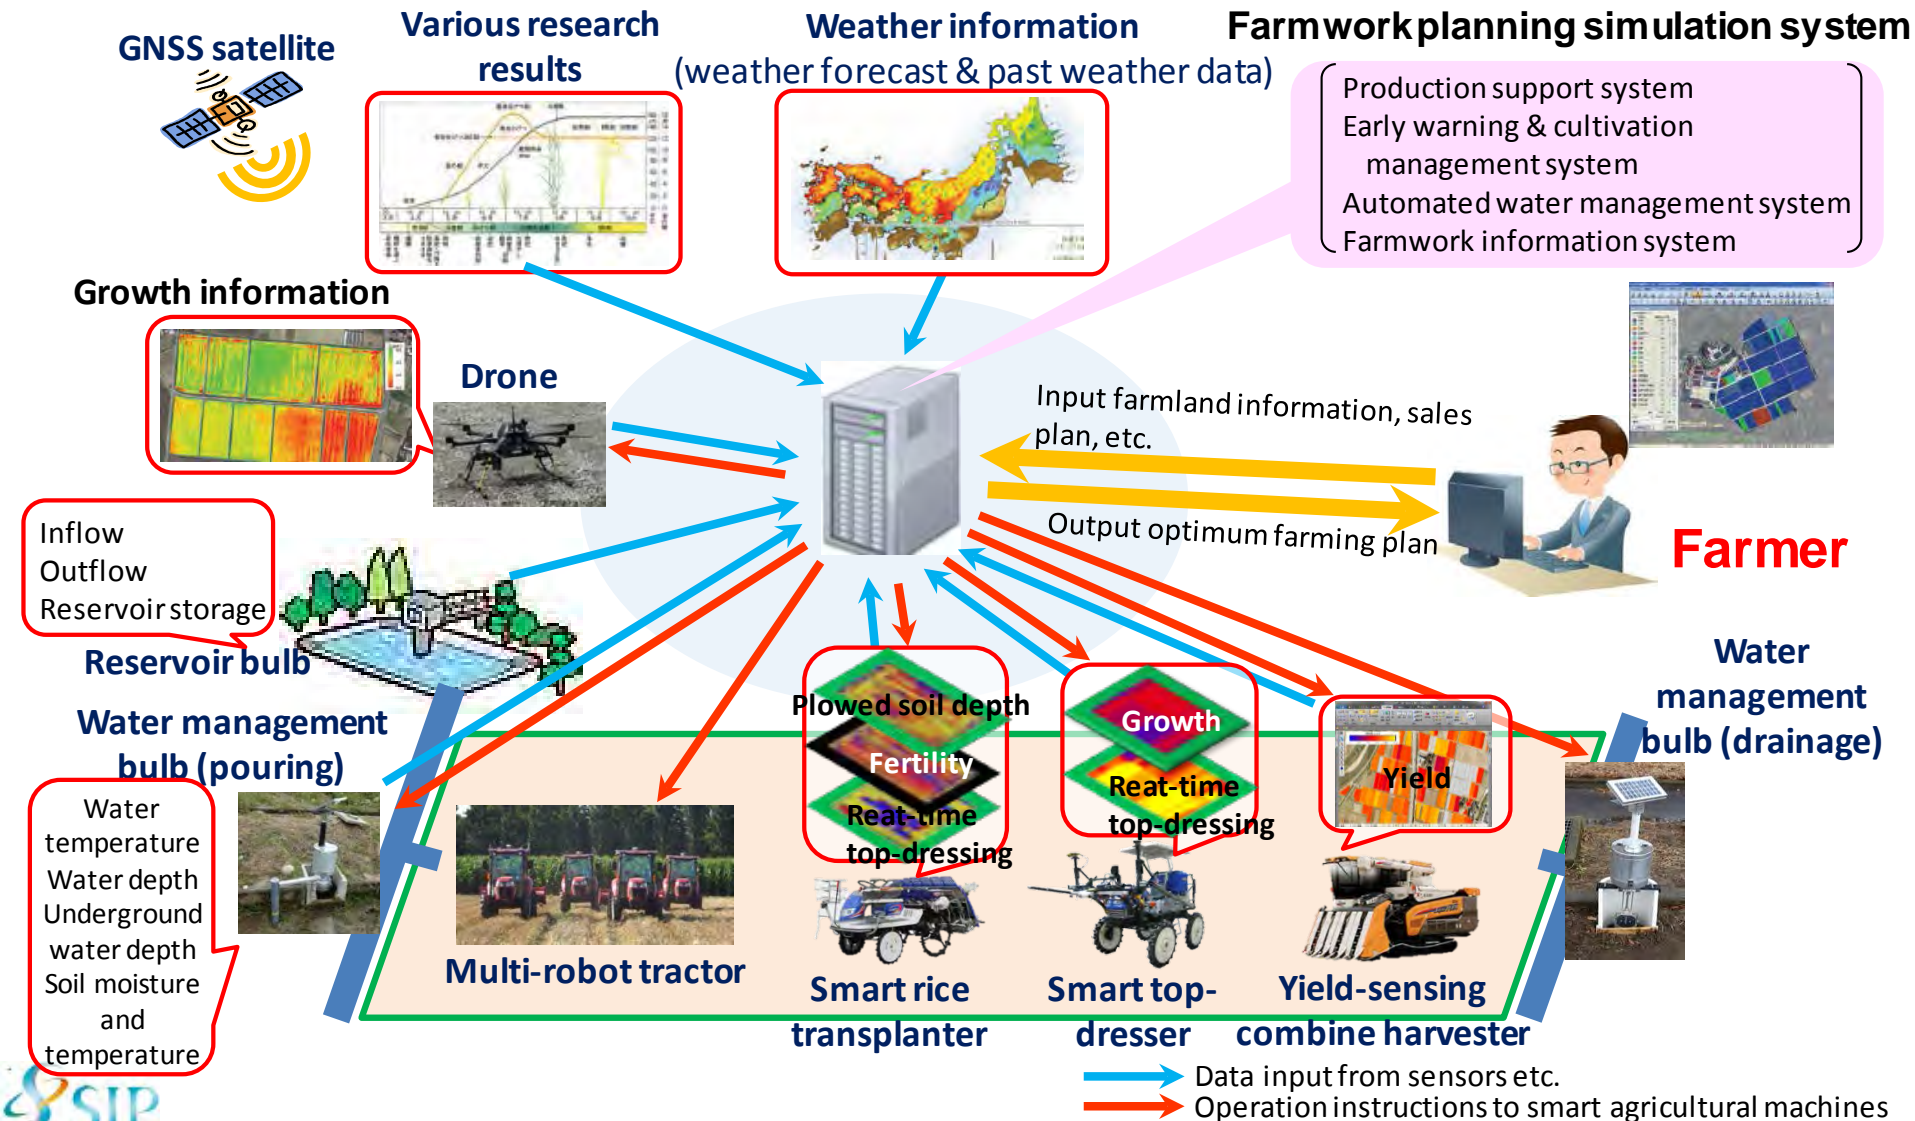 GNSS satellite
Various research
results
Weather information
(weather forecast & past weather data)
Farmwork planning simulation system
Production support system
Early warning & cultivation
management system
Automated water management system
Farmwork information system
Growth information
Drone
Input farmland information, sales
plan, etc.
Output optimum farming plan
Farmer
Inflow
Outflow
Reservoir storage
Reservoir bulb
Water management
bulb (pouring)
Water
temperature
Water depth
Underground
water depth
Soil moisture
and
temperature
Multi-robot tractor
Plowed soil depth
Fertility
Reat-time
top-dressing
Smart rice
transplanter
Growth
Reat-time
top-dressing
Smart top-
dresser
Yield
Yield-sensing
combine harvester
Water
management
bulb (drainage)
Data input from sensors etc.
Operation instructions to smart agricultural machines
SIP